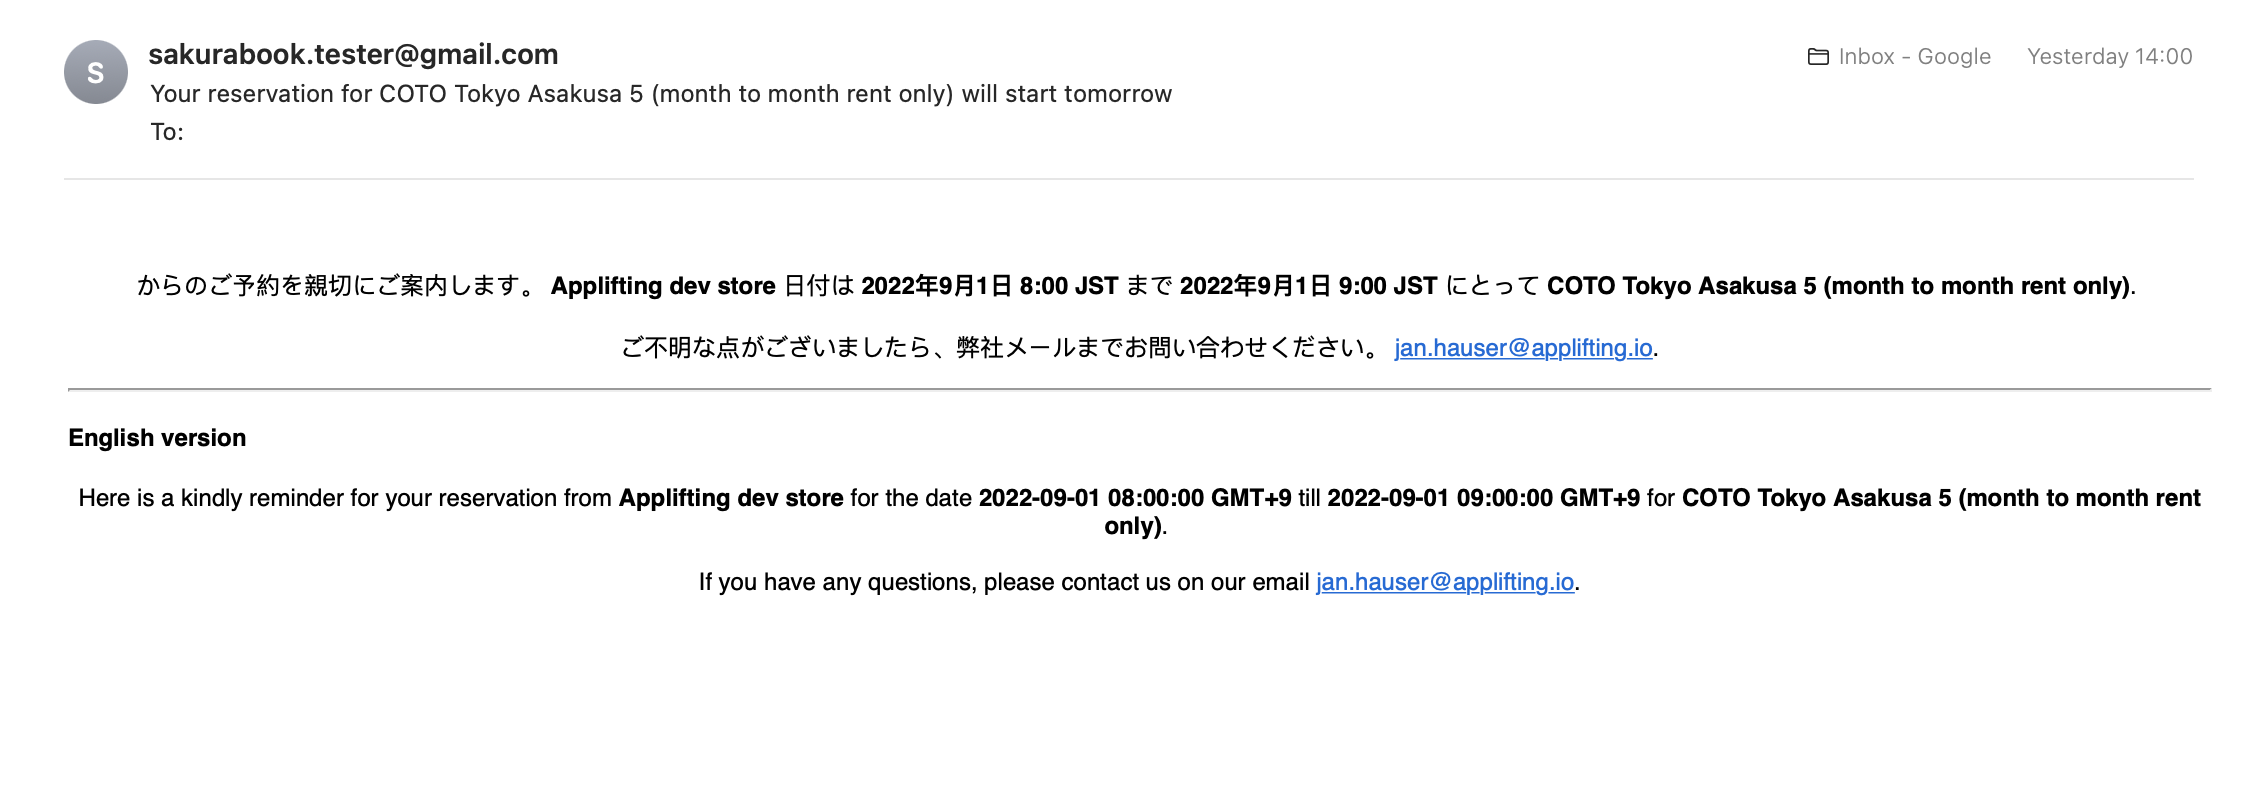 S
sakurabook.tester@gmail.com
Inbox - Google Yesterday 14:00
Your reservation for COTO Tokyo Asakusa 5 (month to month rent only) will start tomorrow
To:
からのご予約を親切にご案内します。 Applifting dev store 日付は 2022年9月1日 8:00 JST まで 2022年9月1日 9:00 JST にとって COTO Tokyo Asakusa 5 (month to month rent only).
ご不明な点がございましたら、弊社メールまでお問い合わせください。 jan.hauser@applifting.io.
English version
Here is a kindly reminder for your reservation from Applifting dev store for the date 2022-09-01 08:00:00 GMT+9 till 2022-09-01 09:00:00 GMT+9 for COTO Tokyo Asakusa 5 (month to month rent
only).
If you have any questions, please contact us on our email jan.hauser@applifting.io.